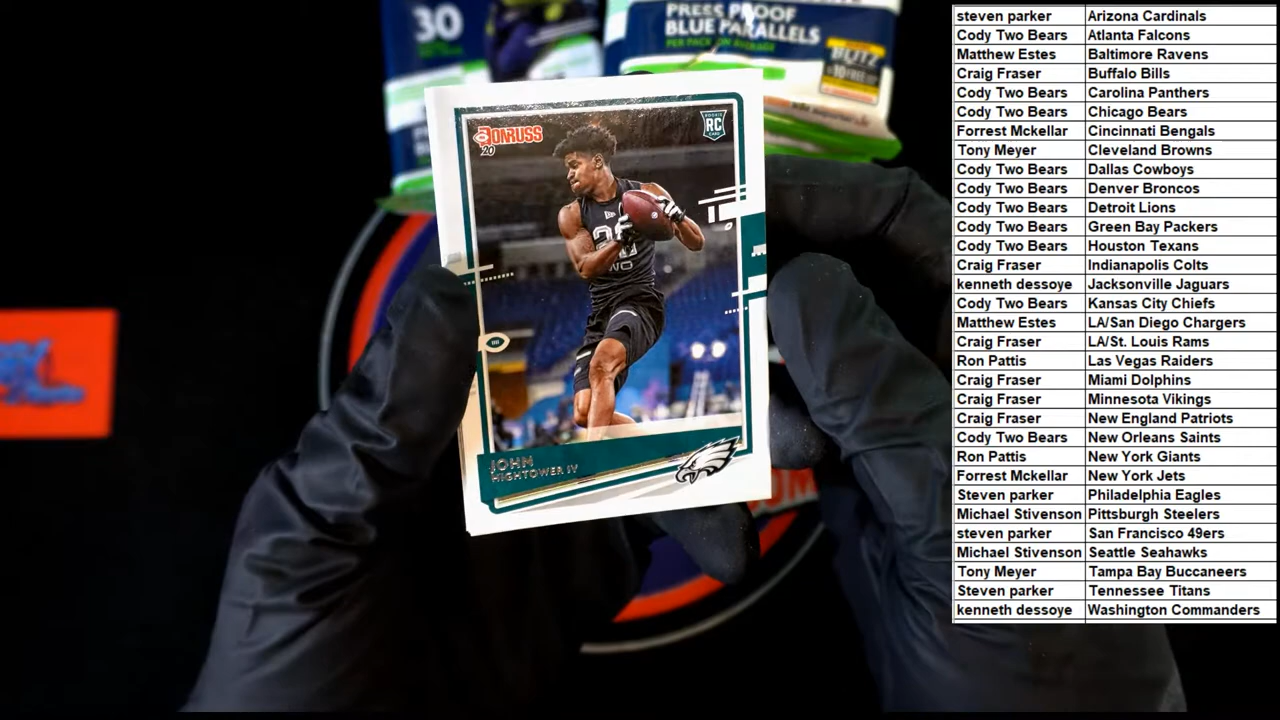 30
PRESS PROOF
BLUE PARALLELS
PER PACK ON AVERAGE
BLITZ
DONRUSS
20
RC
JOHN
HIGHTOWER IV
WO
steven parker Arizona Cardinals
Cody Two Bears Atlanta Falcons
Matthew Estes Baltimore Ravens
Craig Fraser Buffalo Bills
Cody Two Bears Carolina Panthers
Cody Two Bears Chicago Bears
Forrest Mckellar Cincinnati Bengals
Tony Meyer Cleveland Browns
Cody Two Bears Dallas Cowboys
Cody Two Bears Denver Broncos
Cody Two Bears Detroit Lions
Cody Two Bears Green Bay Packers
Cody Two Bears Houston Texans
Craig Fraser Indianapolis Colts
kenneth dessoye Jacksonville Jaguars
Cody Two Bears Kansas City Chiefs
Matthew Estes LA/San Diego Chargers
Craig Fraser LA/St. Louis Rams
Ron Pattis Las Vegas Raiders
Craig Fraser Miami Dolphins
Craig Fraser Minnesota Vikings
Craig Fraser New England Patriots
Cody Two Bears New Orleans Saints
Ron Pattis New York Giants
Forrest Mckellar New York Jets
Steven parker Philadelphia Eagles
Michael Stivenson Pittsburgh Steelers
steven parker San Francisco 49ers
Michael Stivenson Seattle Seahawks
Tony Meyer Tampa Bay Buccaneers
Steven parker Tennessee Titans
kenneth dessoye Washington Commanders